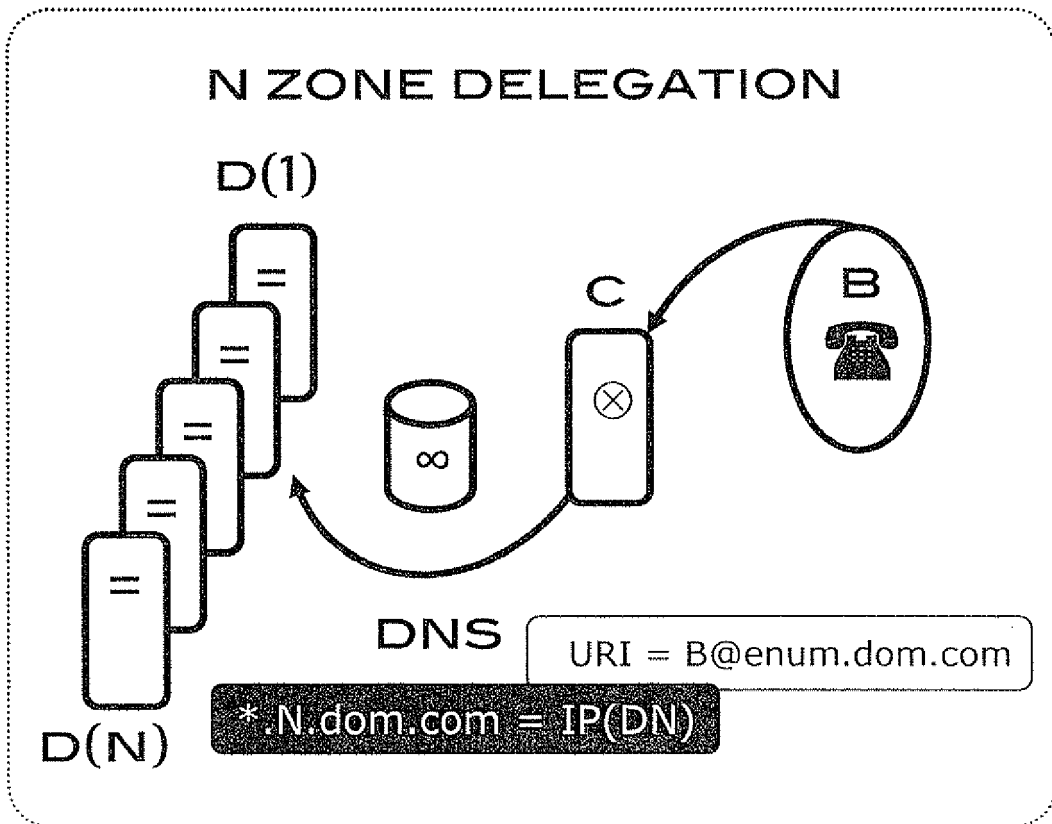 N ZONE DELEGATION
D(1)
=
=
=
=
=
C
⊗
B
∞
DNS
URI = B@enum.dom.com
*.N.dom.com = IP(DN)
D(N)